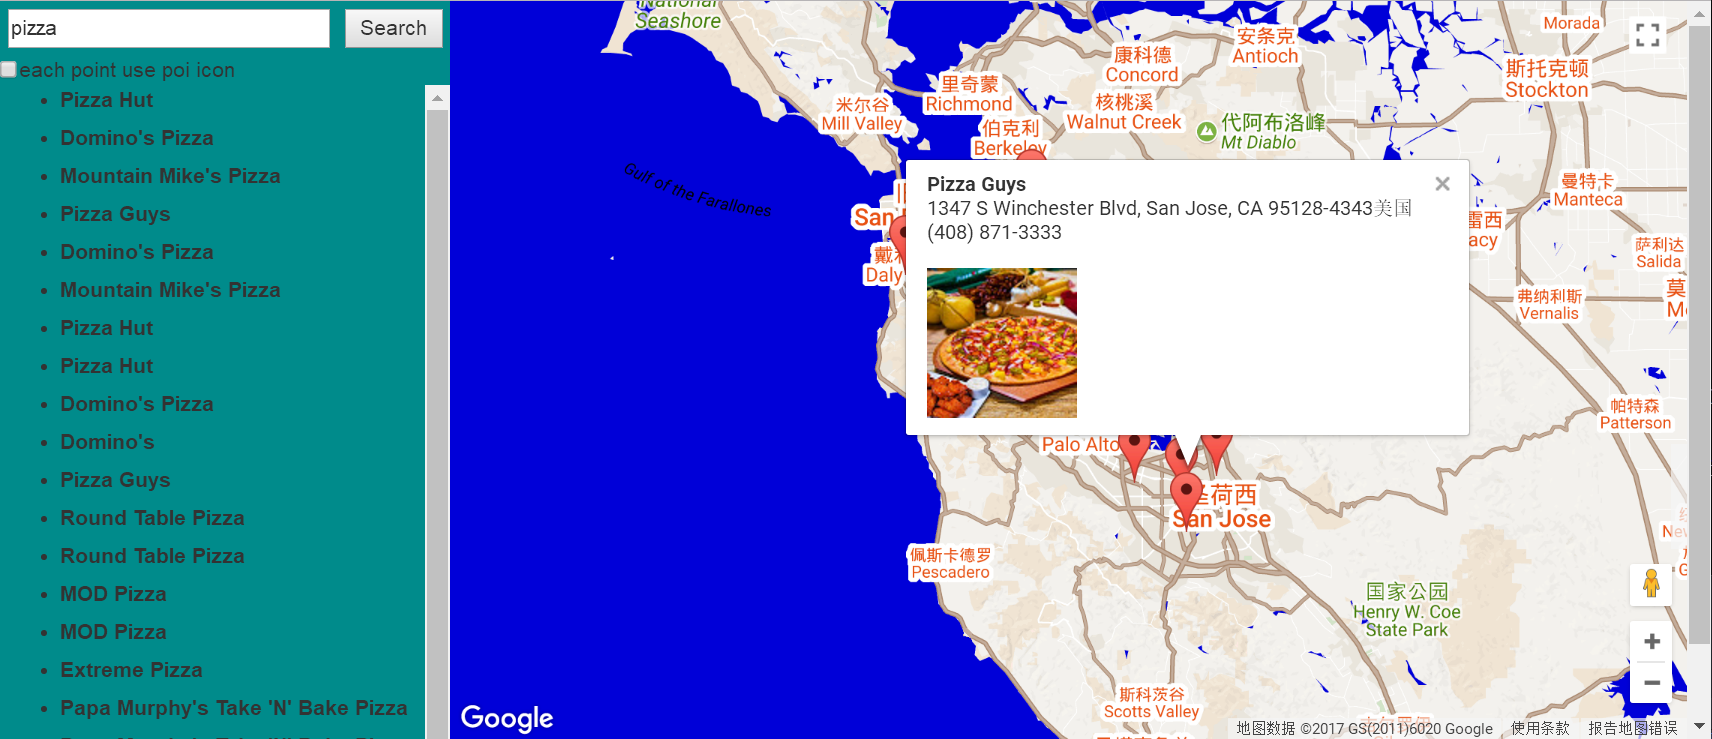 pizza
Search
each point use poi icon
Pizza Hut
Domino's Pizza
Mountain Mike's Pizza
Pizza Guys
Domino's Pizza
Mountain Mike's Pizza
Pizza Hut
Pizza Hut
Domino's Pizza
Domino's
Pizza Guys
Round Table Pizza
Round Table Pizza
MOD Pizza
MOD Pizza
Extreme Pizza
Papa Murphy's Take 'N' Bake Pizza
National
Seashore
Gulf of the Farallones
米尔谷
Mill Valley
里奇蒙
Richmond
伯克利
Berkeley
康科德
Concord
核桃溪
Walnut Creek
安条克
Antioch
代阿布洛峰
Mt Diablo
Morada
斯托克顿
Stockton
曼特卡
Manteca
雷西
acy
萨利达
Salida
弗纳利斯
Vernalis
莫
帕特森
Patterson
San
戴
Daly
Pizza Guys
1347 S Winchester Blvd, San Jose, CA 95128-4343美国
(408) 871-3333
Palo Alto
圣荷西
San Jose
佩斯卡德罗
Pescadero
国家公园
Henry W. Coe
State Park
斯科茨谷
Scotts Valley
New
Google
地图数据 ©2017 GS(2011)6020 Google
使用条款
报告地图错误